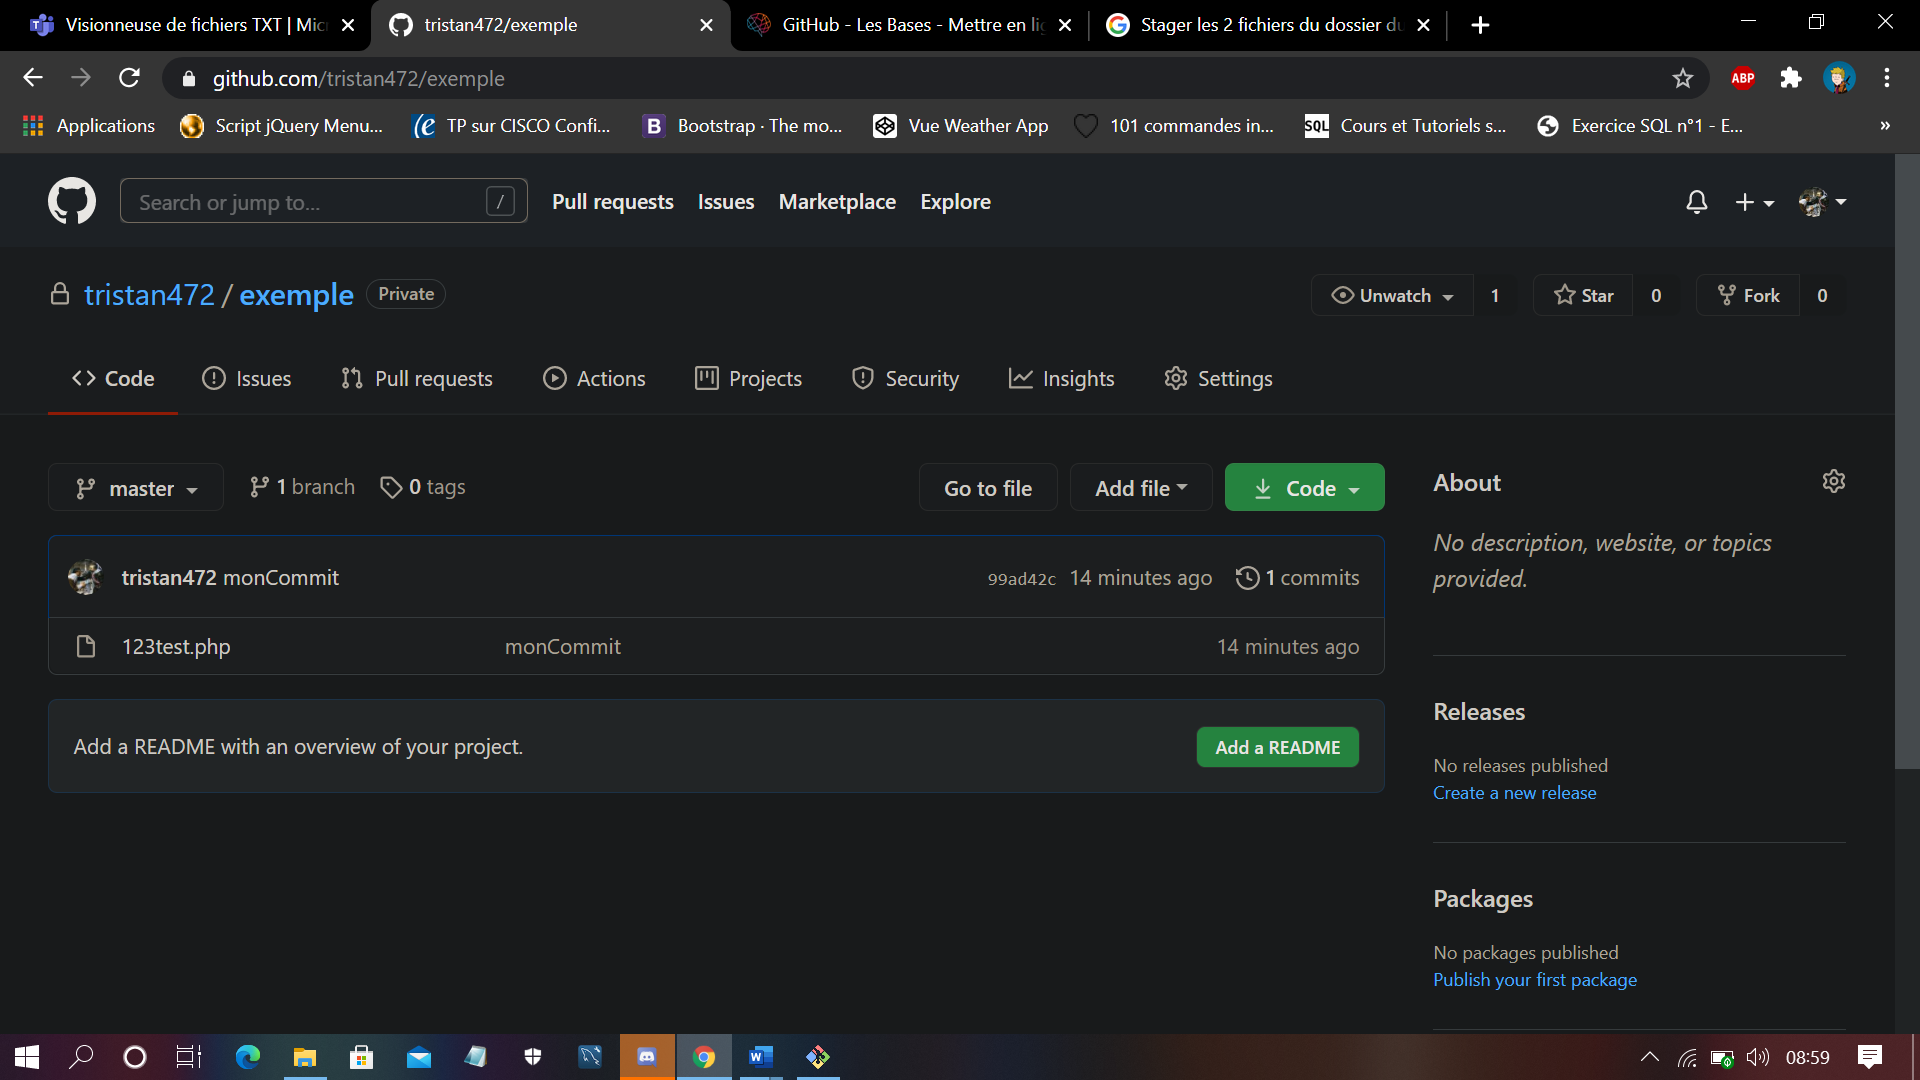 Visionneuse de fichiers TXT | Mic
tristan472/exemple
GitHub - Les Bases - Mettre en li
Stager les 2 fichiers du dossier du
github.com/tristan472/exemple
ABP
Applications
Script jQuery Menu...
TP sur CISCO Confi...
B
Bootstrap · The mo...
Vue Weather App
101 commandes in...
SQL
Cours et Tutoriels s...
Exercice SQL n°1 - E...
»
Search or jump to...
/
Pull requests
Issues
Marketplace
Explore
tristan472 / exemple
Private
Unwatch
1
Star
0
Fork
0
Code
Issues
Pull requests
Actions
Projects
Security
Insights
Settings
master
1 branch
0 tags
Go to file
Add file
Code
About
No description, website, or topics
provided.
tristan472 monCommit
99ad42c
14 minutes ago
1 commits
123test.php
monCommit
14 minutes ago
Add a README with an overview of your project.
Add a README
Releases
No releases published
Create a new release
Packages
No packages published
Publish your first package
08:59